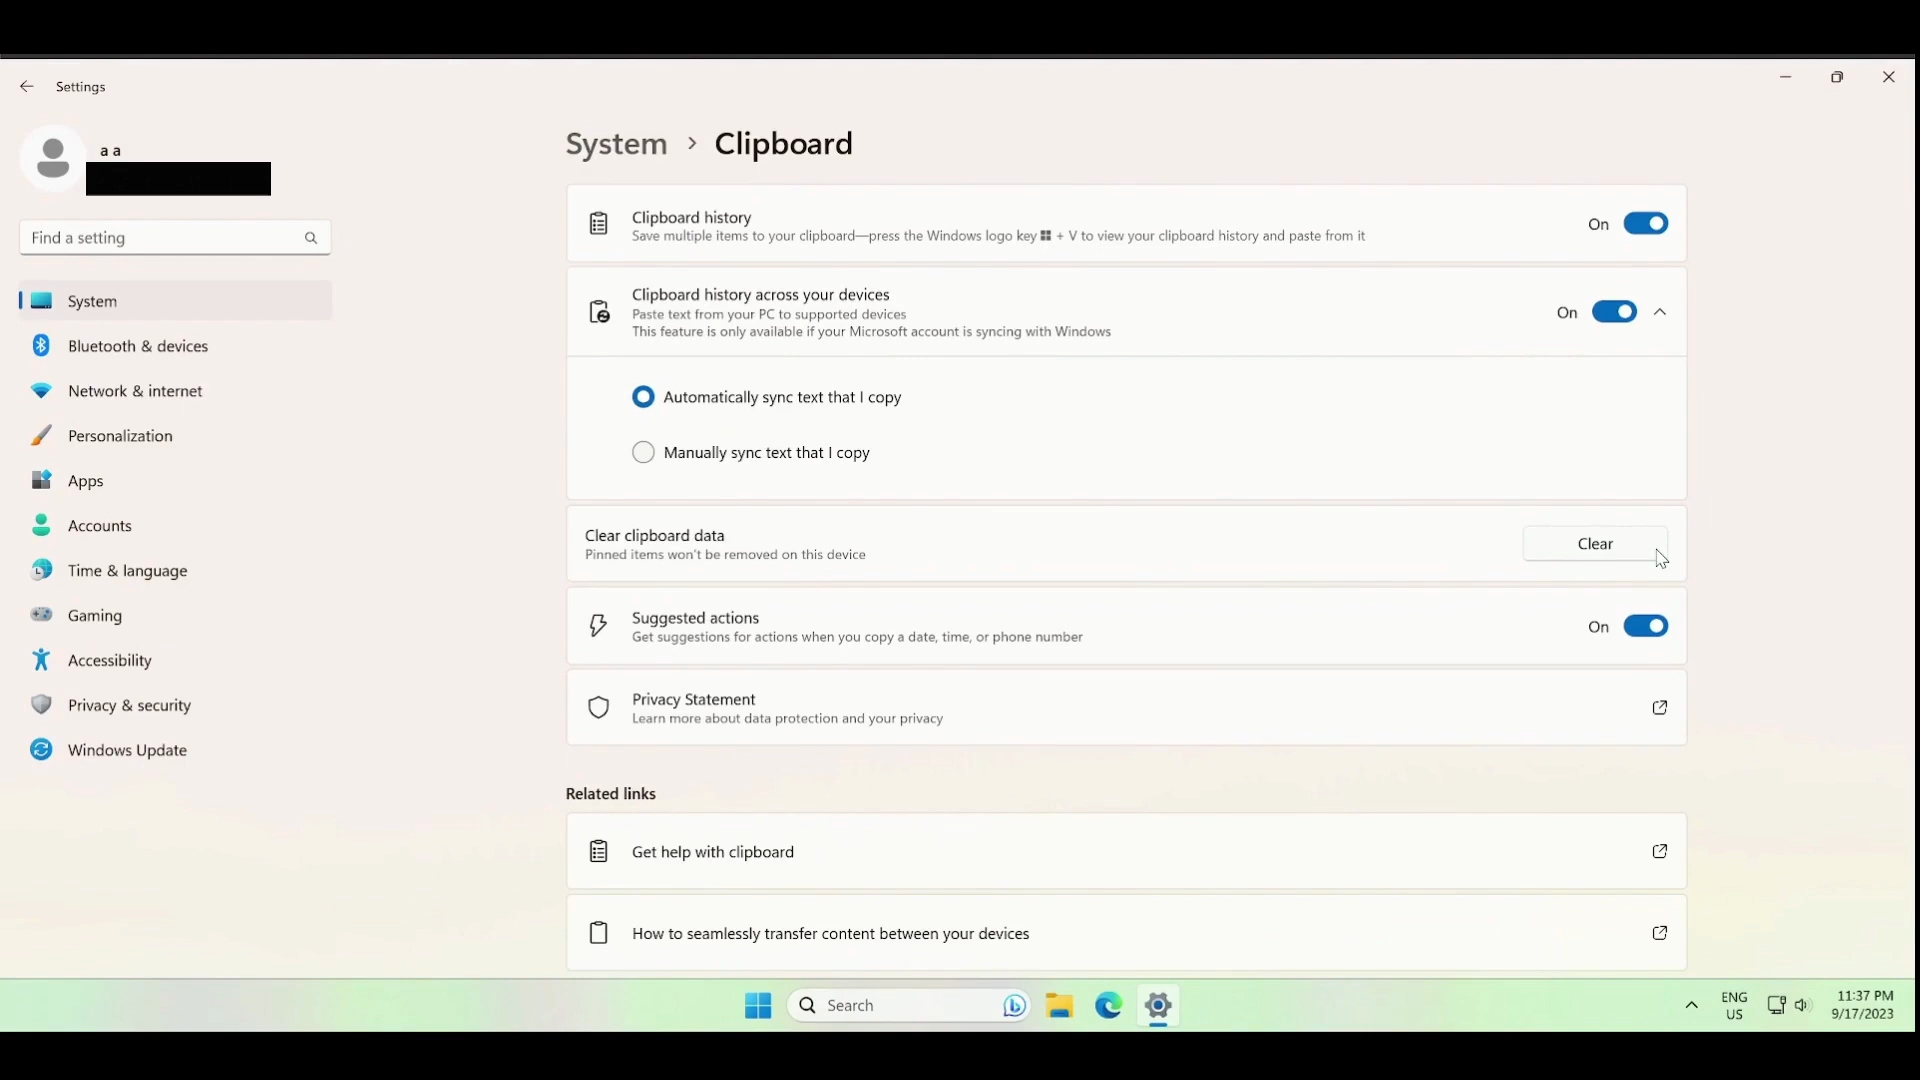 Settings
a a
Find a setting
System
Bluetooth & devices
Network & internet
Personalization
Apps
Accounts
Time & language
Gaming
Accessibility
Privacy & security
Windows Update
System > Clipboard
Clipboard history
Save multiple items to your clipboard—press the Windows logo key + V to view your clipboard history and paste from it
On
Clipboard history across your devices
Paste text from your PC to supported devices
This feature is only available if your Microsoft account is syncing with Windows
On
Automatically sync text that I copy
Manually sync text that I copy
Clear clipboard data
Pinned items won't be removed on this device
Clear
Suggested actions
Get suggestions for actions when you copy a date, time, or phone number
On
Privacy Statement
Learn more about data protection and your privacy
Related links
Get help with clipboard
How to seamlessly transfer content between your devices
Search
ENG
US
11:37 PM
9/17/2023